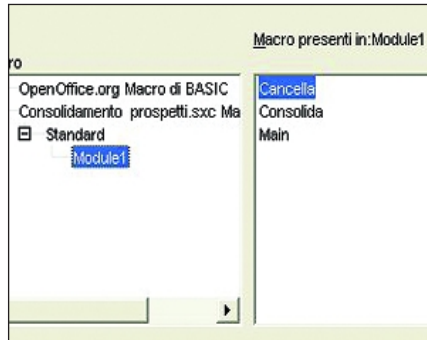 Macro presenti in:Module1
ro
OpenOffice.org Macro di BASIC
Consolidamento prospetti.sxc Ma
Standard
Module1
Cancella
Consolida
Main